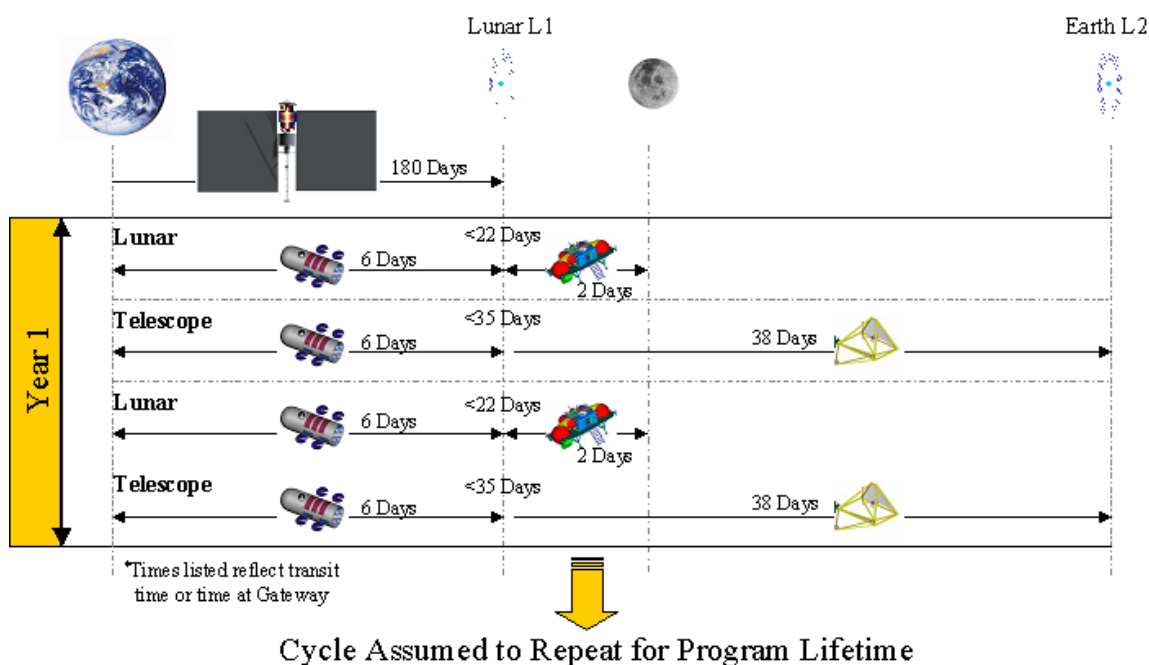 Lunar L1
Earth L2
180 Days
Year 1
Lunar
<22 Days
6 Days
2 Days
Telescope
<35 Days
6 Days
38 Days
Lunar
<22 Days
6 Days
2 Days
Telescope
<35 Days
6 Days
38 Days
*Times listed reflect transit
time or time at Gateway
Cycle Assumed to Repeat for Program Lifetime